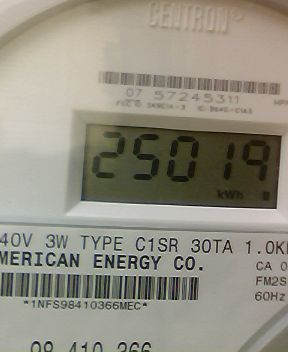 CENTRON®
07 57245311
25019
kWh
40V 3W TYPE C1SR 30TA 1.0K
MERICAN ENERGY CO.
CA 0
FM2S
60Hz
*1NFS98410366MEC*
98 410 366